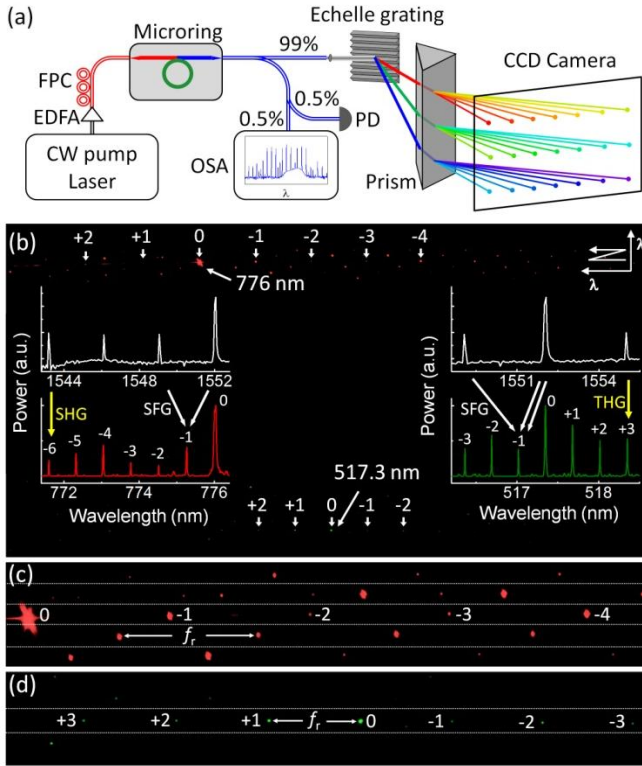 (a)
Microring
Echelle grating
99%
CCD Camera
FPC
0.5%
EDFA
0.5%
PD
CW pump
Laser
OSA
λ
Prism
(b)
+2 +1 0 -1 -2 -3 -4
λ
λ
776 nm
Power (a.u.)
1544 1548 1552
SHG
SFG
0
-6 -5 -4 -3 -2 -1
772 774 776
Wavelength (nm)
Power (a.u.)
1551 1554
SFG
THG
0
-3 -2 -1 +1 +2 +3
517 518
Wavelength (nm)
517.3 nm
+2 +1 0 -1 -2
(c)
0 -1 -2 -3 -4
fr
(d)
+3 +2 +1 fr 0 -1 -2 -3